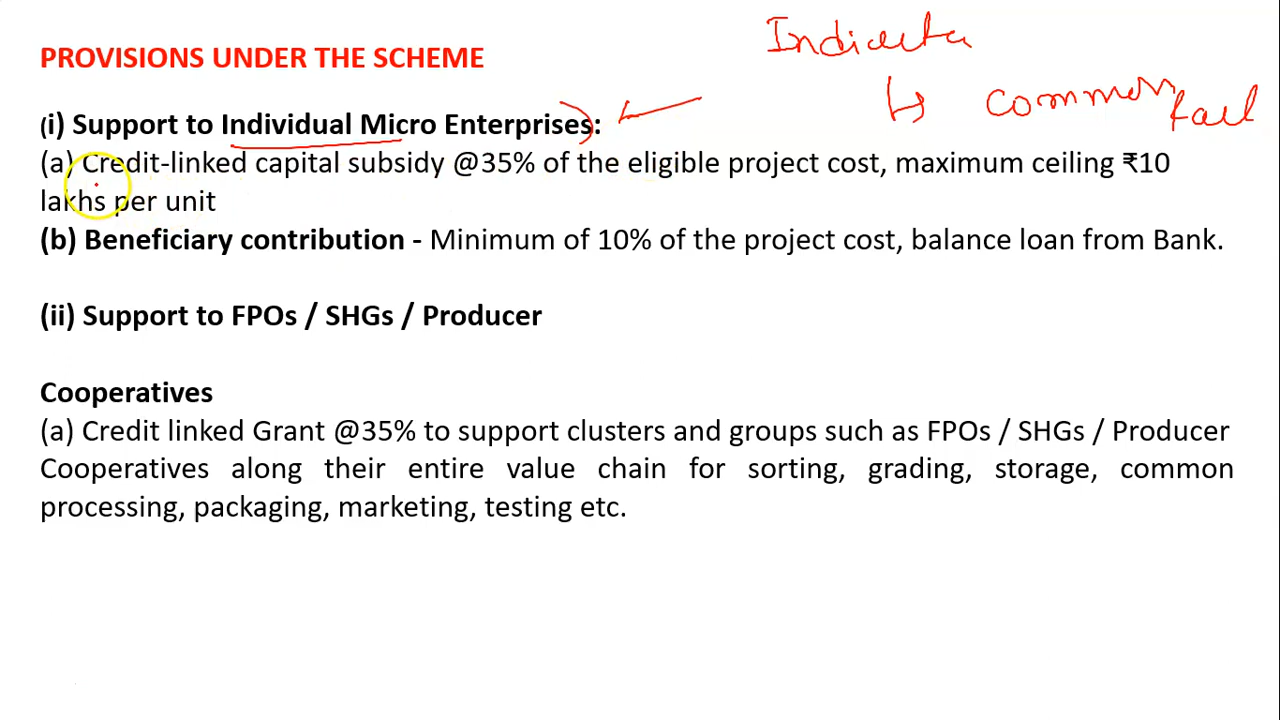 PROVISIONS UNDER THE SCHEME
common
(i) Support to Individual Micro Enterprises:
(a) Credit-linked capital subsidy @35% of the eligible project cost, maximum ceiling ₹10
lakhs per unit
(b) Beneficiary contribution - Minimum of 10% of the project cost, balance loan from Bank.
(ii) Support to FPOs / SHGs / Producer
Cooperatives
(a) Credit linked Grant @35% to support clusters and groups such as FPOs / SHGs / Producer
Cooperatives along their entire value chain for sorting, grading, storage, common
processing, packaging, marketing, testing etc.